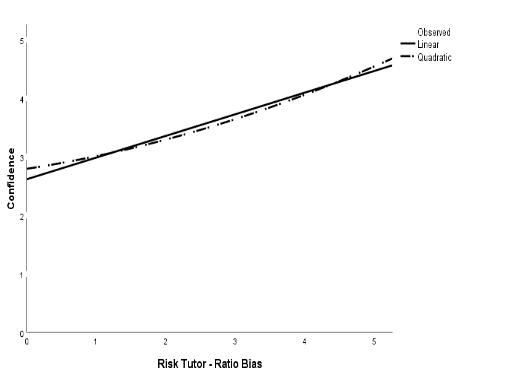 Observed
Linear
Quadratic
5
4
3
2
1
0
Confidence
0 1 2 3 4 5
Risk Tutor - Ratio Bias